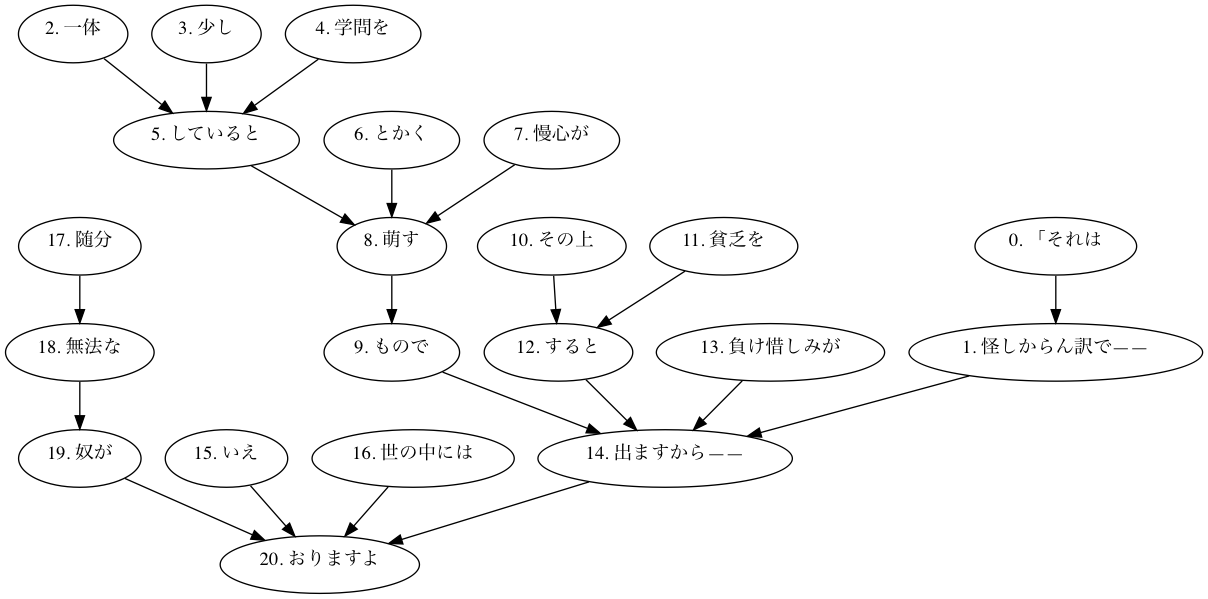 2. 一体
3. 少し
4. 学問を
5. していると
6. とかく
7. 慢心が
17. 随分
8. 萌す
10. その上
11. 貧乏を
0. 「それは
18. 無法な
9. もので
12. すると
13. 負け惜しみが
1. 怪しからん訳で——
19. 奴が
15. いえ
16. 世の中には
14. 出ますから——
20. おりますよ